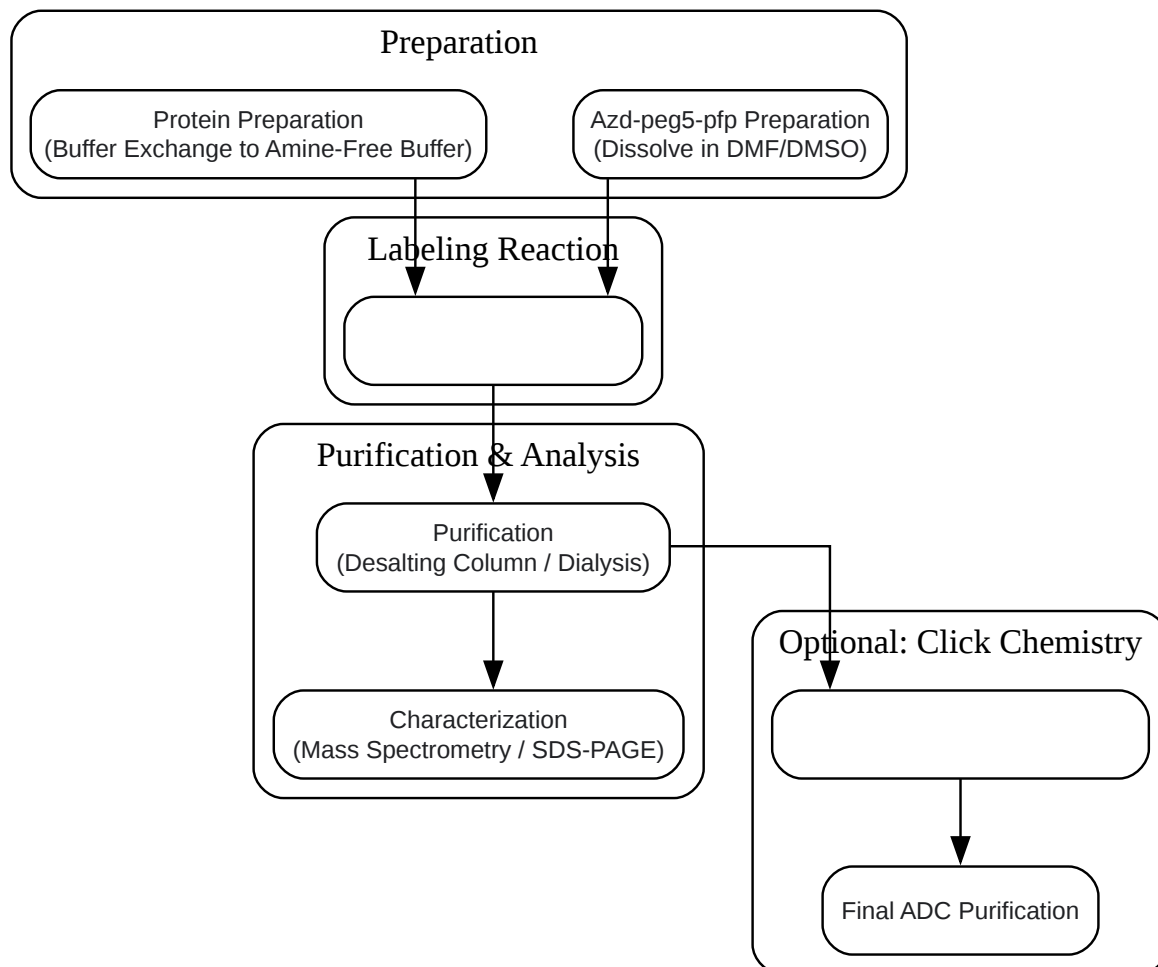 Preparation
Protein Preparation
(Buffer Exchange to Amine-Free Buffer)
Azd-peg5-pfp Preparation
(Dissolve in DMF/DMSO)
Labeling Reaction
Purification & Analysis
Purification
(Desalting Column / Dialysis)
Characterization
(Mass Spectrometry / SDS-PAGE)
Optional: Click Chemistry
Final ADC Purification